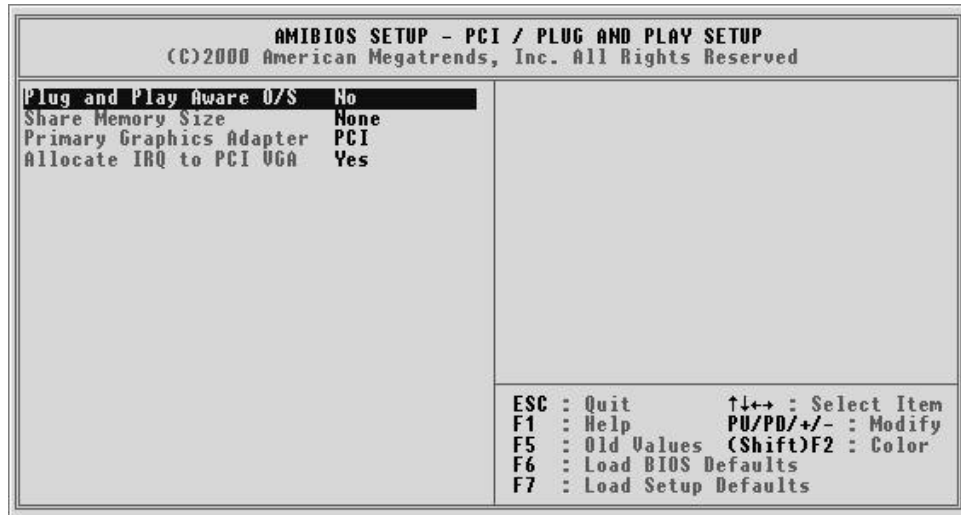 AMIBIOS SETUP - PCI / PLUG AND PLAY SETUP
(C)2000 American Megatrends, Inc. All Rights Reserved
Plug and Play Aware O/S No
Share Memory Size None
Primary Graphics Adapter PCI
Allocate IRQ to PCI VGA Yes
ESC : Quit ↑↓←→ : Select Item
F1 : Help PU/PD/+/- : Modify
F5 : Old Values (Shift)F2 : Color
F6 : Load BIOS Defaults
F7 : Load Setup Defaults